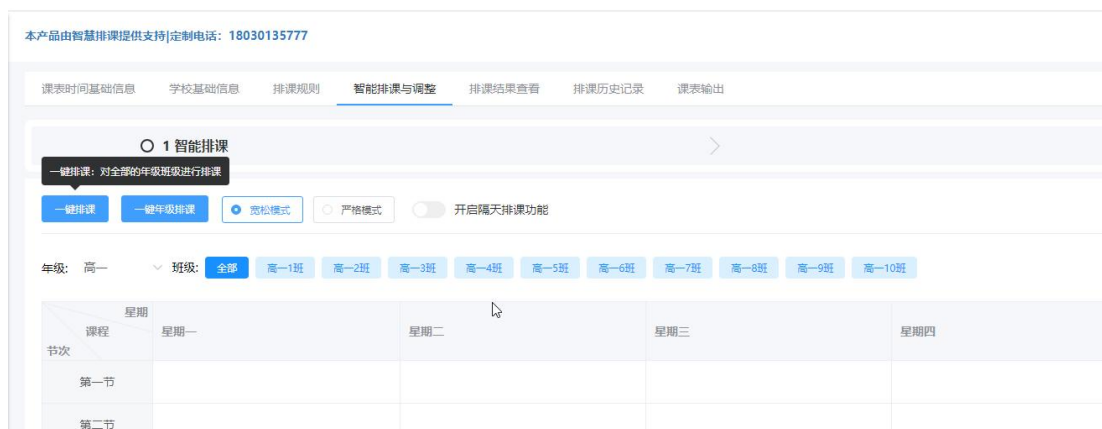 本产品由智慧排课提供支持|定制电话：18030135777
课表时间基础信息 学校基础信息 排课规则 智能排课与调整 排课结果查看 排课历史记录 课表输出
1 智能排课
一键排课：对全部的年级班级进行排课
一键排课 一键年级排课 宽松模式 严格模式 开启隔天排课功能
年级: 高一 班级: 全部 高一1班 高一2班 高一3班 高一4班 高一5班 高一6班 高一7班 高一8班 高一9班 高一10班
星期
课程 星期一 星期二 星期三 星期四
节次
第一节
第二节